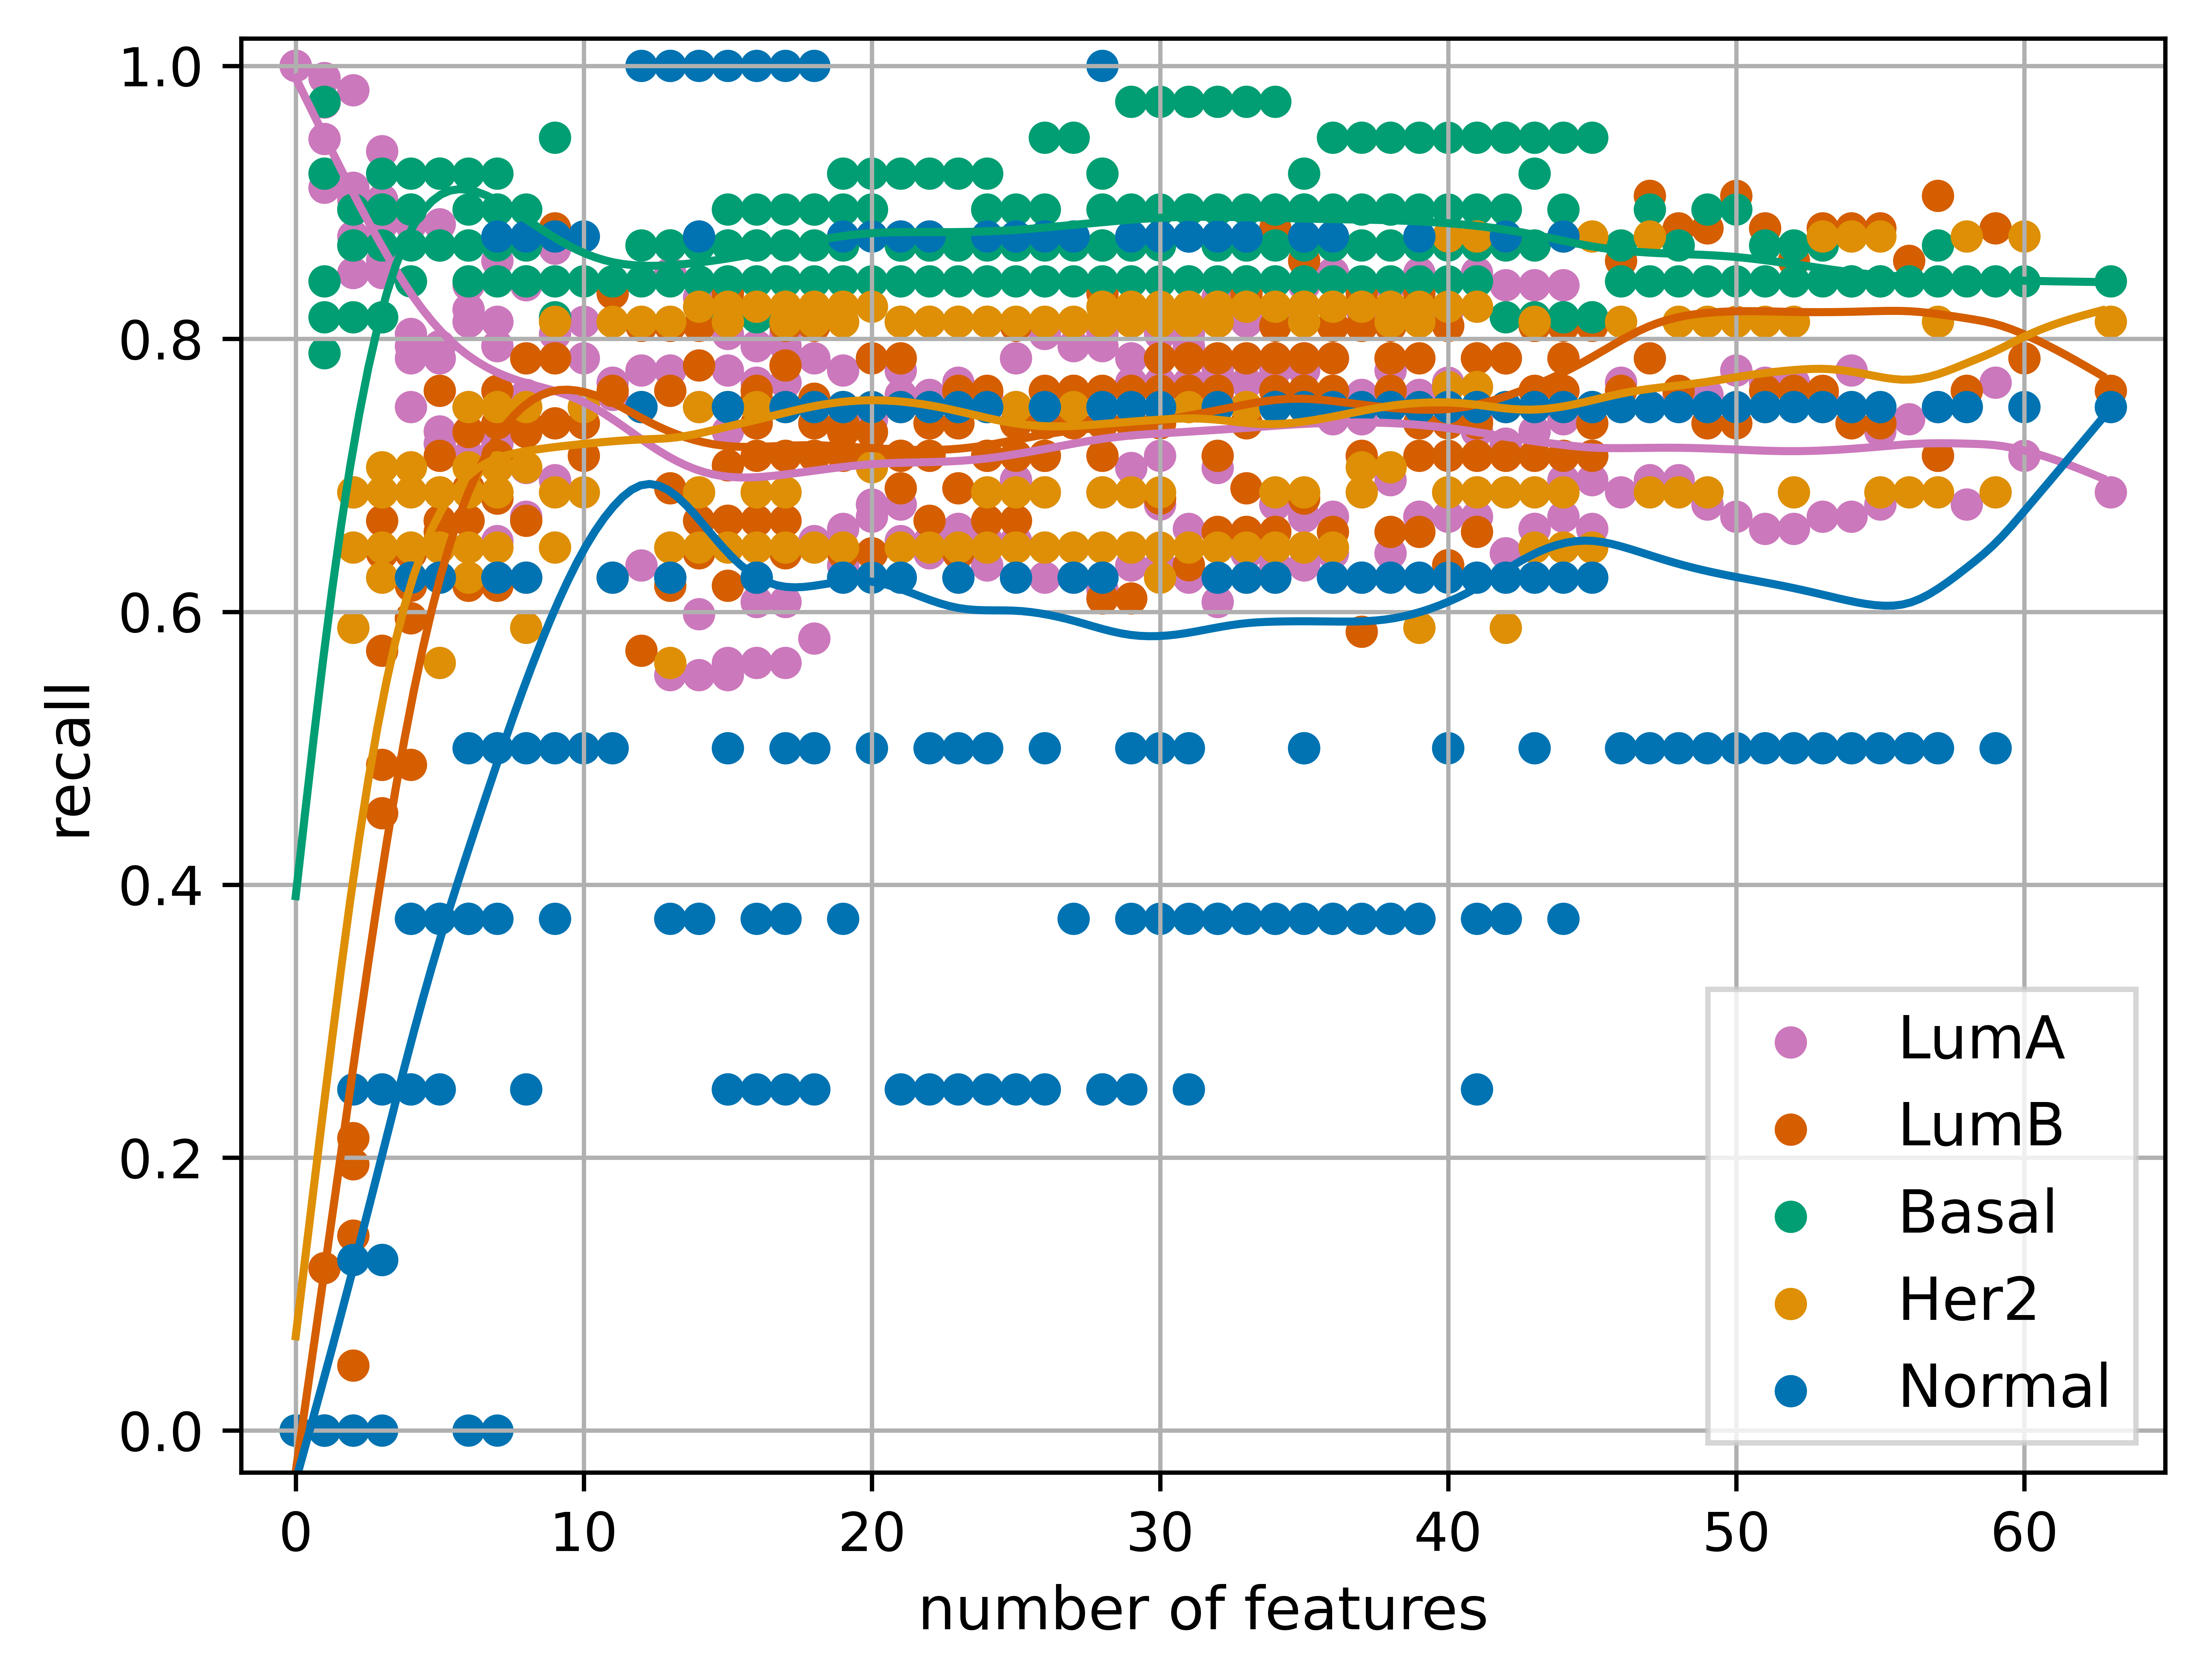 1.0
0.8
0.6
0.4
0.2
0.0
recall
0 10 20 30 40 50 60
number of features
LumA
LumB
Basal
Her2
Normal